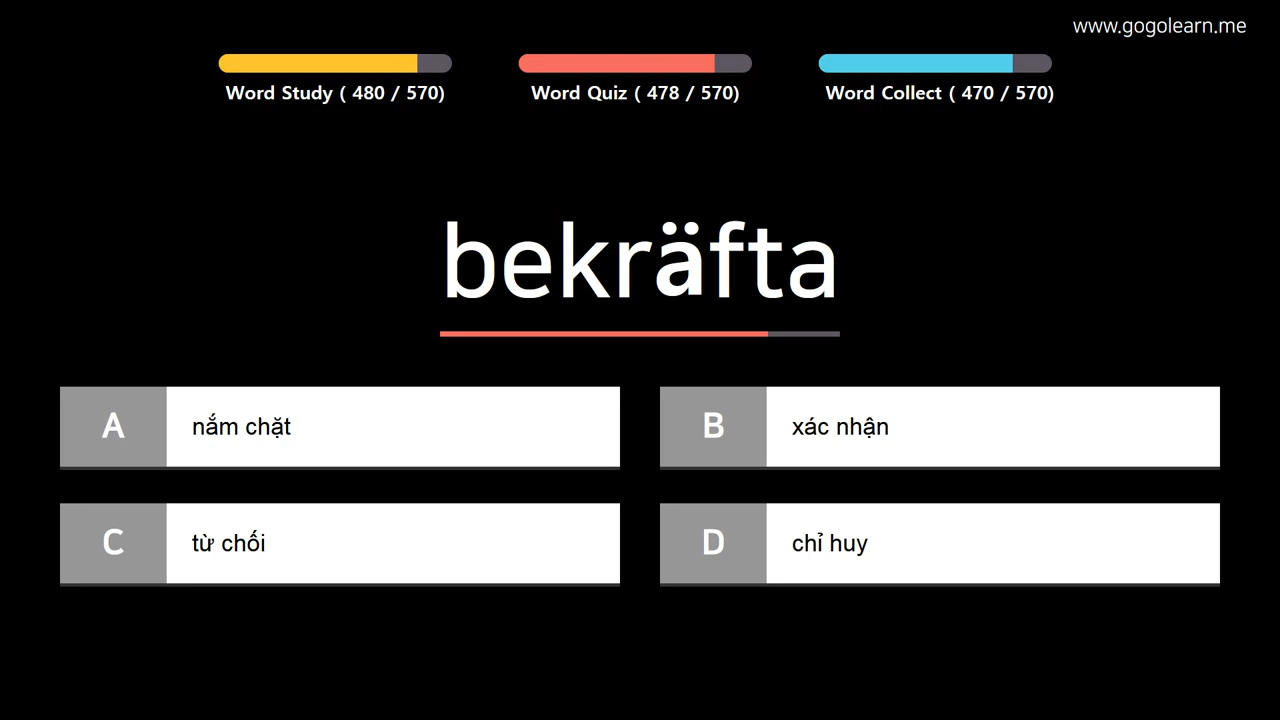 www.gogolearn.me
Word Study ( 480 / 570)
Word Quiz ( 478 / 570)
Word Collect ( 470 / 570)
bekräfta
A
nắm chặt
B
xác nhận
C
từ chối
D
chỉ huy